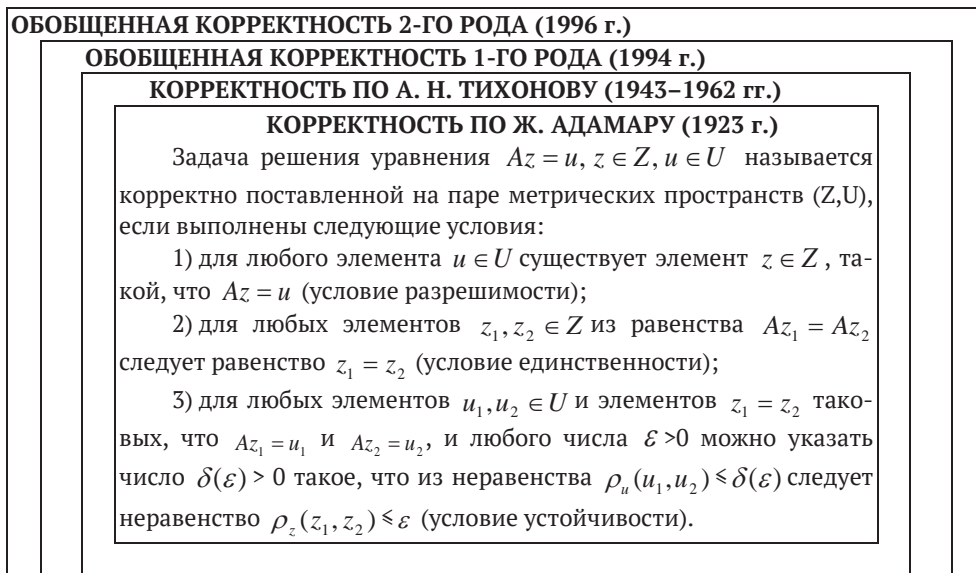 ОБОБЩЕННАЯ КОРРЕКТНОСТЬ 2-ГО РОДА (1996 г.)
ОБОБЩЕННАЯ КОРРЕКТНОСТЬ 1-ГО РОДА (1994 г.)
КОРРЕКТНОСТЬ ПО А. Н. ТИХОНОВУ (1943–1962 гг.)
КОРРЕКТНОСТЬ ПО Ж. АДАМАРУ (1923 г.)
Задача решения уравнения Az = u, z ∈ Z, u ∈ U называется
корректно поставленной на паре метрических пространств (Z,U),
если выполнены следующие условия:
1) для любого элемента u ∈ U существует элемент z ∈ Z , та-
кой, что Az = u (условие разрешимости);
2) для любых элементов z₁, z₂ ∈ Z из равенства Az₁ = Az₂
следует равенство z₁ = z₂ (условие единственности);
3) для любых элементов u₁, u₂ ∈ U и элементов z₁ = z₂ тако-
вых, что Az₁ = u₁ и Az₂ = u₂, и любого числа ε >0 можно указать
число δ(ε) > 0 такое, что из неравенства ρᵤ(u₁, u₂) ⩽ δ(ε) следует
неравенство ρ_z(z₁, z₂) ⩽ ε (условие устойчивости).